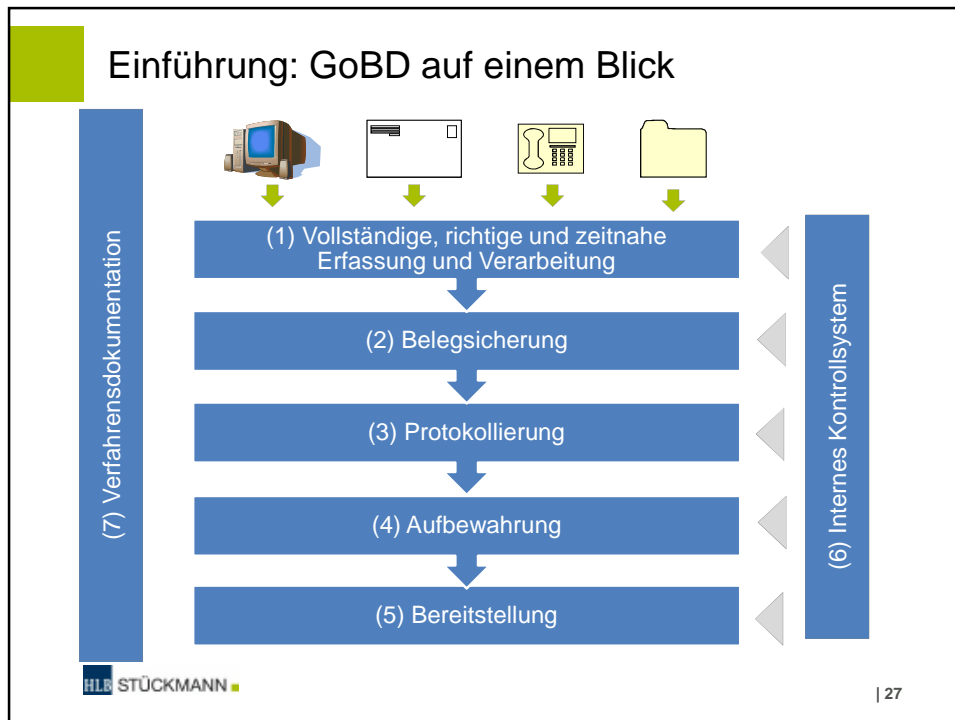 Einführung: GoBD auf einem Blick
(7) Verfahrensdokumentation
(1) Vollständige, richtige und zeitnahe
Erfassung und Verarbeitung
(2) Belegsicherung
(3) Protokollierung
(4) Aufbewahrung
(5) Bereitstellung
(6) Internes Kontrollsystem
HLB STÜCKMANN
| 27